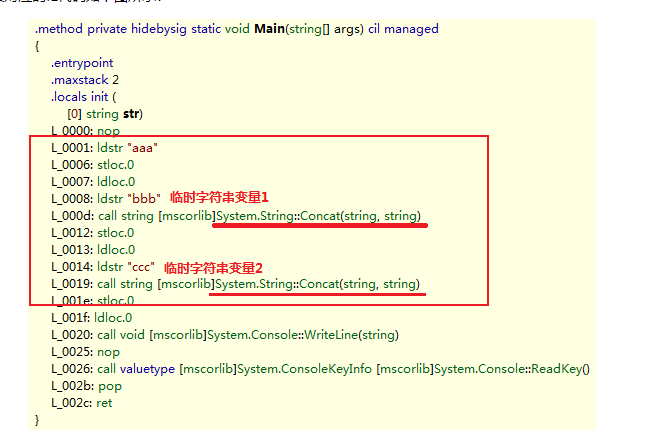 .method private hidebysig static void Main(string[] args) cil managed
{
.entrypoint
.maxstack 2
.locals init (
[0] string str)
L_0000: nop
L_0001: ldstr "aaa"
L_0006: stloc.0
L_0007: ldloc.0
L_0008: ldstr "bbb" 临时字符串变量1
L_000d: call string [mscorlib]System.String::Concat(string, string)
L_0012: stloc.0
L_0013: ldloc.0
L_0014: ldstr "ccc" 临时字符串变量2
L_0019: call string [mscorlib]System.String::Concat(string, string)
L_001e: stloc.0
L_001f: ldloc.0
L_0020: call void [mscorlib]System.Console::WriteLine(string)
L_0025: nop
L_0026: call valuetype [mscorlib]System.ConsoleKeyInfo [mscorlib]System.Console::ReadKey()
L_002b: pop
L_002c: ret
}